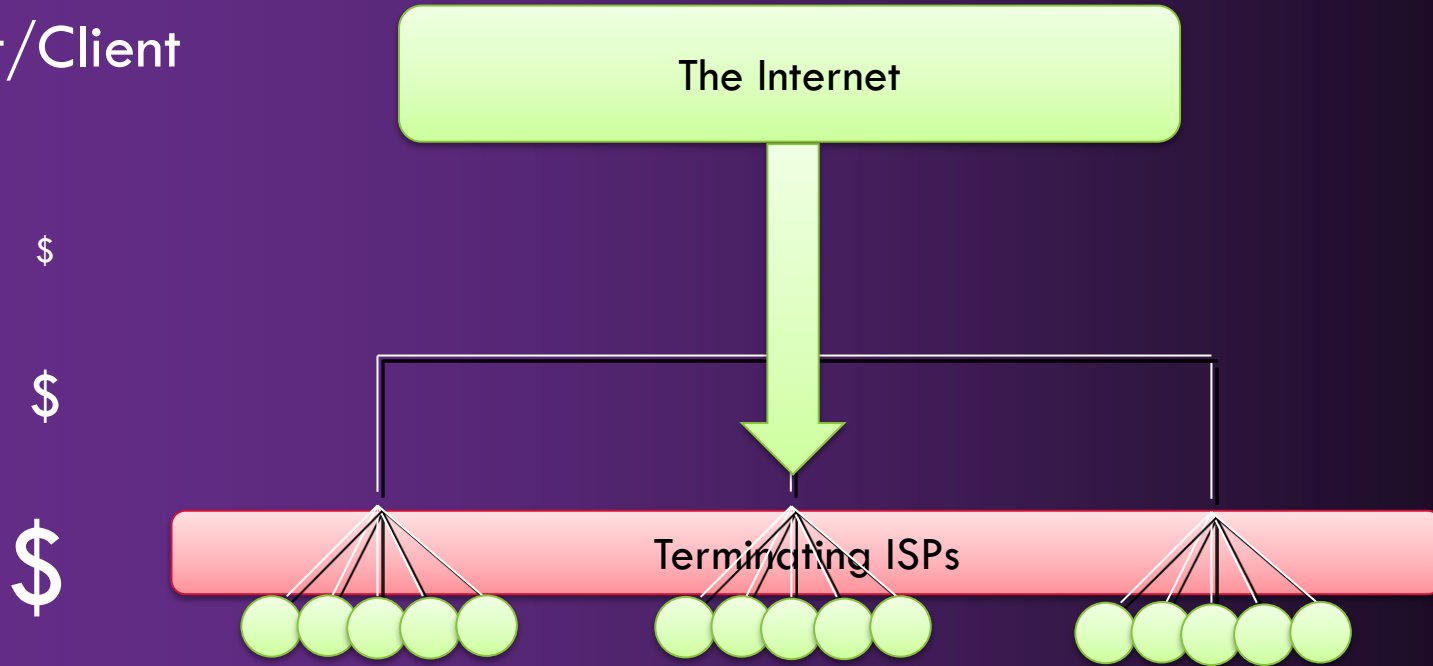 /Client
The Internet
$
$
$
Terminating ISPs